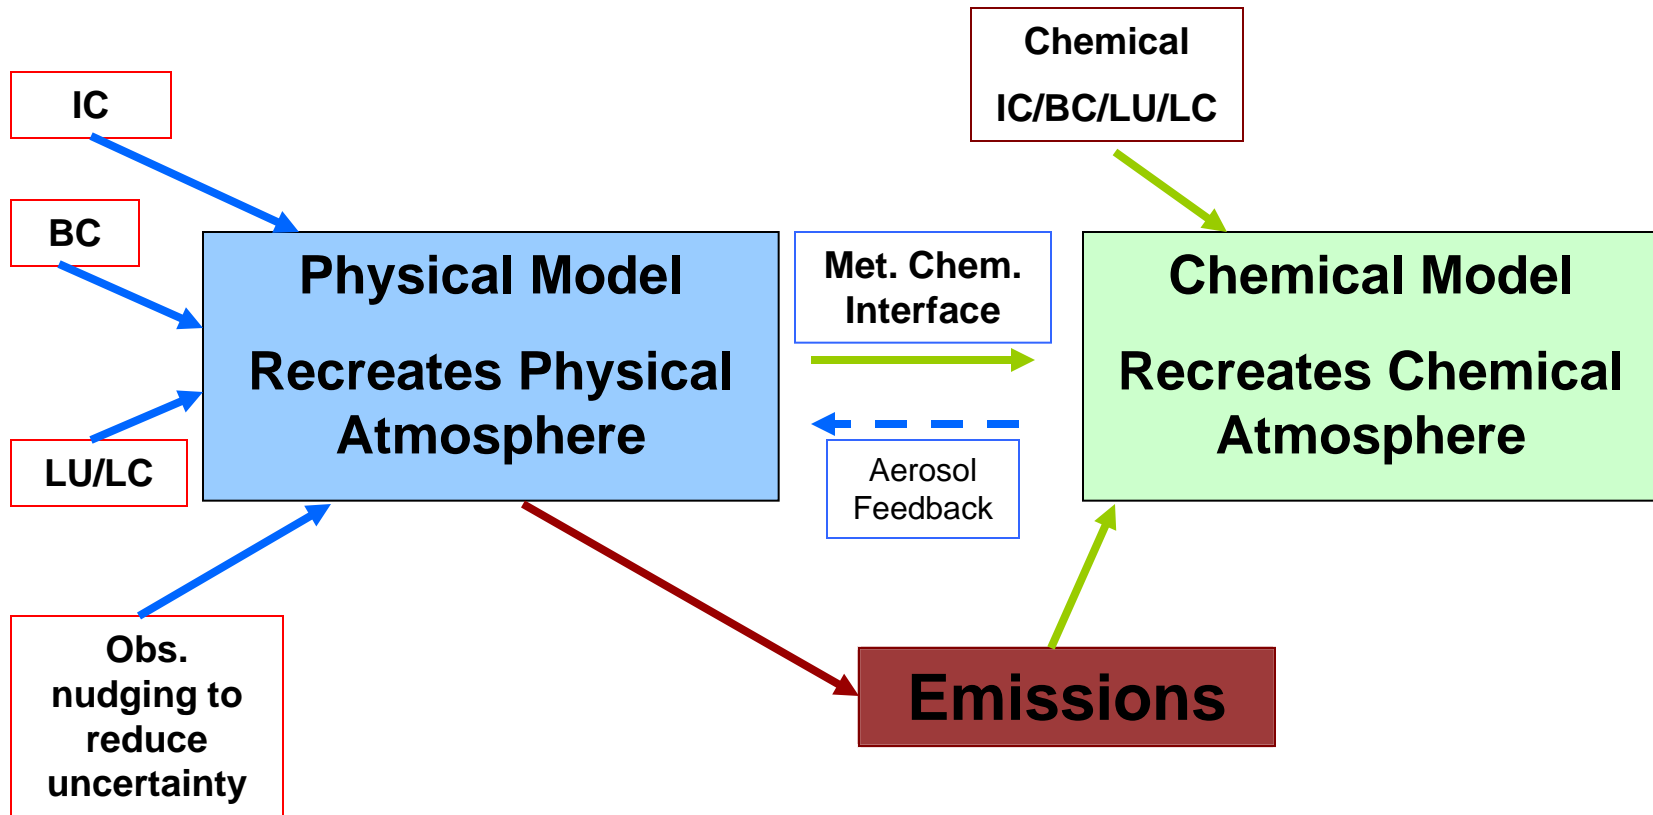 Chemical
IC/BC/LU/LC
IC
BC
Physical Model
Recreates Physical
Atmosphere
Met. Chem.
Interface
Chemical Model
Recreates Chemical
Atmosphere
LU/LC
Aerosol
Feedback
Obs.
nudging to
reduce
uncertainty
Emissions